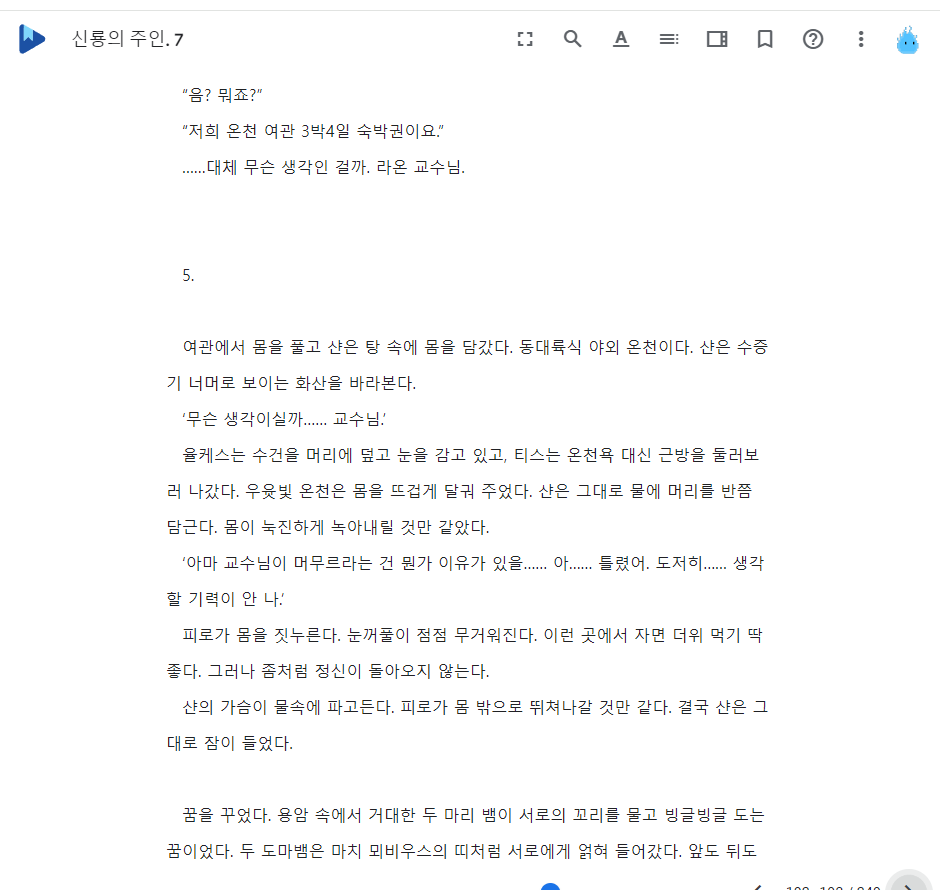 신룡의 주인. 7
“음? 뭐죠?”
“저희 온천 여관 3박4일 숙박권이요.”
……대체 무슨 생각인 걸까. 라온 교수님.
5.
여관에서 몸을 풀고 샨은 탕 속에 몸을 담갔다. 동대륙식 야외 온천이다. 샨은 수증
기 너머로 보이는 화산을 바라본다.
‘무슨 생각이실까…… 교수님.’
율케스는 수건을 머리에 덮고 눈을 감고 있고, 티스는 온천욕 대신 근방을 둘러보
러 나갔다. 우윳빛 온천은 몸을 뜨겁게 달궈 주었다. 샨은 그대로 물에 머리를 반쯤
담근다. 몸이 눅진하게 녹아내릴 것만 같았다.
‘아마 교수님이 머무르라는 건 뭔가 이유가 있을…… 아…… 틀렸어. 도저히…… 생각
할 기력이 안 나.’
피로가 몸을 짓누른다. 눈꺼풀이 점점 무거워진다. 이런 곳에서 자면 더위 먹기 딱
좋다. 그러나 좀처럼 정신이 돌아오지 않는다.
샨의 가슴이 물속에 파고든다. 피로가 몸 밖으로 뛰쳐나갈 것만 같다. 결국 샨은 그
대로 잠이 들었다.
꿈을 꾸었다. 용암 속에서 거대한 두 마리 뱀이 서로의 꼬리를 물고 빙글빙글 도는
꿈이었다. 두 도마뱀은 마치 뫼비우스의 띠처럼 서로에게 얽혀 들어갔다. 앞도 뒤도